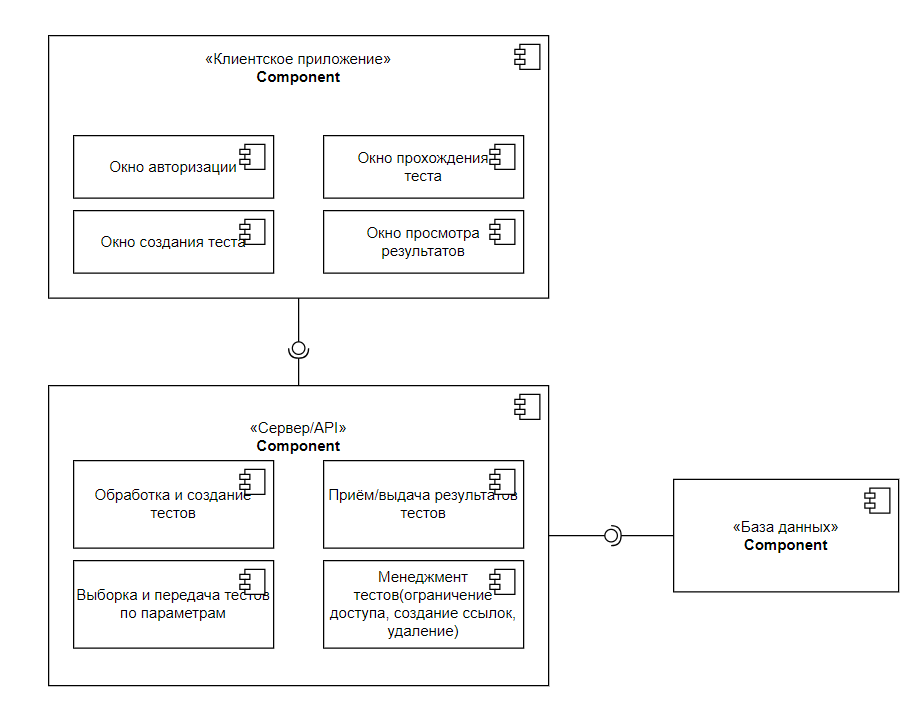 «Клиентское приложение»
Component
Окно авторизации
Окно прохождения
теста
Окно создания теста
Окно просмотра
результатов
«Сервер/API»
Component
Обработка и создание
тестов
Приём/выдача результатов
тестов
Выборка и передача тестов
по параметрам
Менеджмент
тестов(ограничение
доступа, создание ссылок,
удаление)
«База данных»
Component